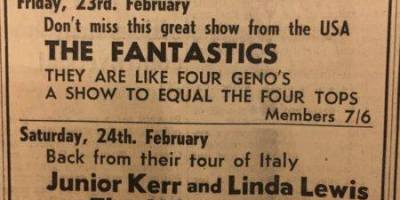 Friday, 23rd. February
Don't miss this great show from the USA
THE FANTASTICS
THEY ARE LIKE FOUR GENO'S
A SHOW TO EQUAL THE FOUR TOPS
Members 7/6
Saturday, 24th. February
Back from their tour of Italy
Junior Kerr and Linda Lewis